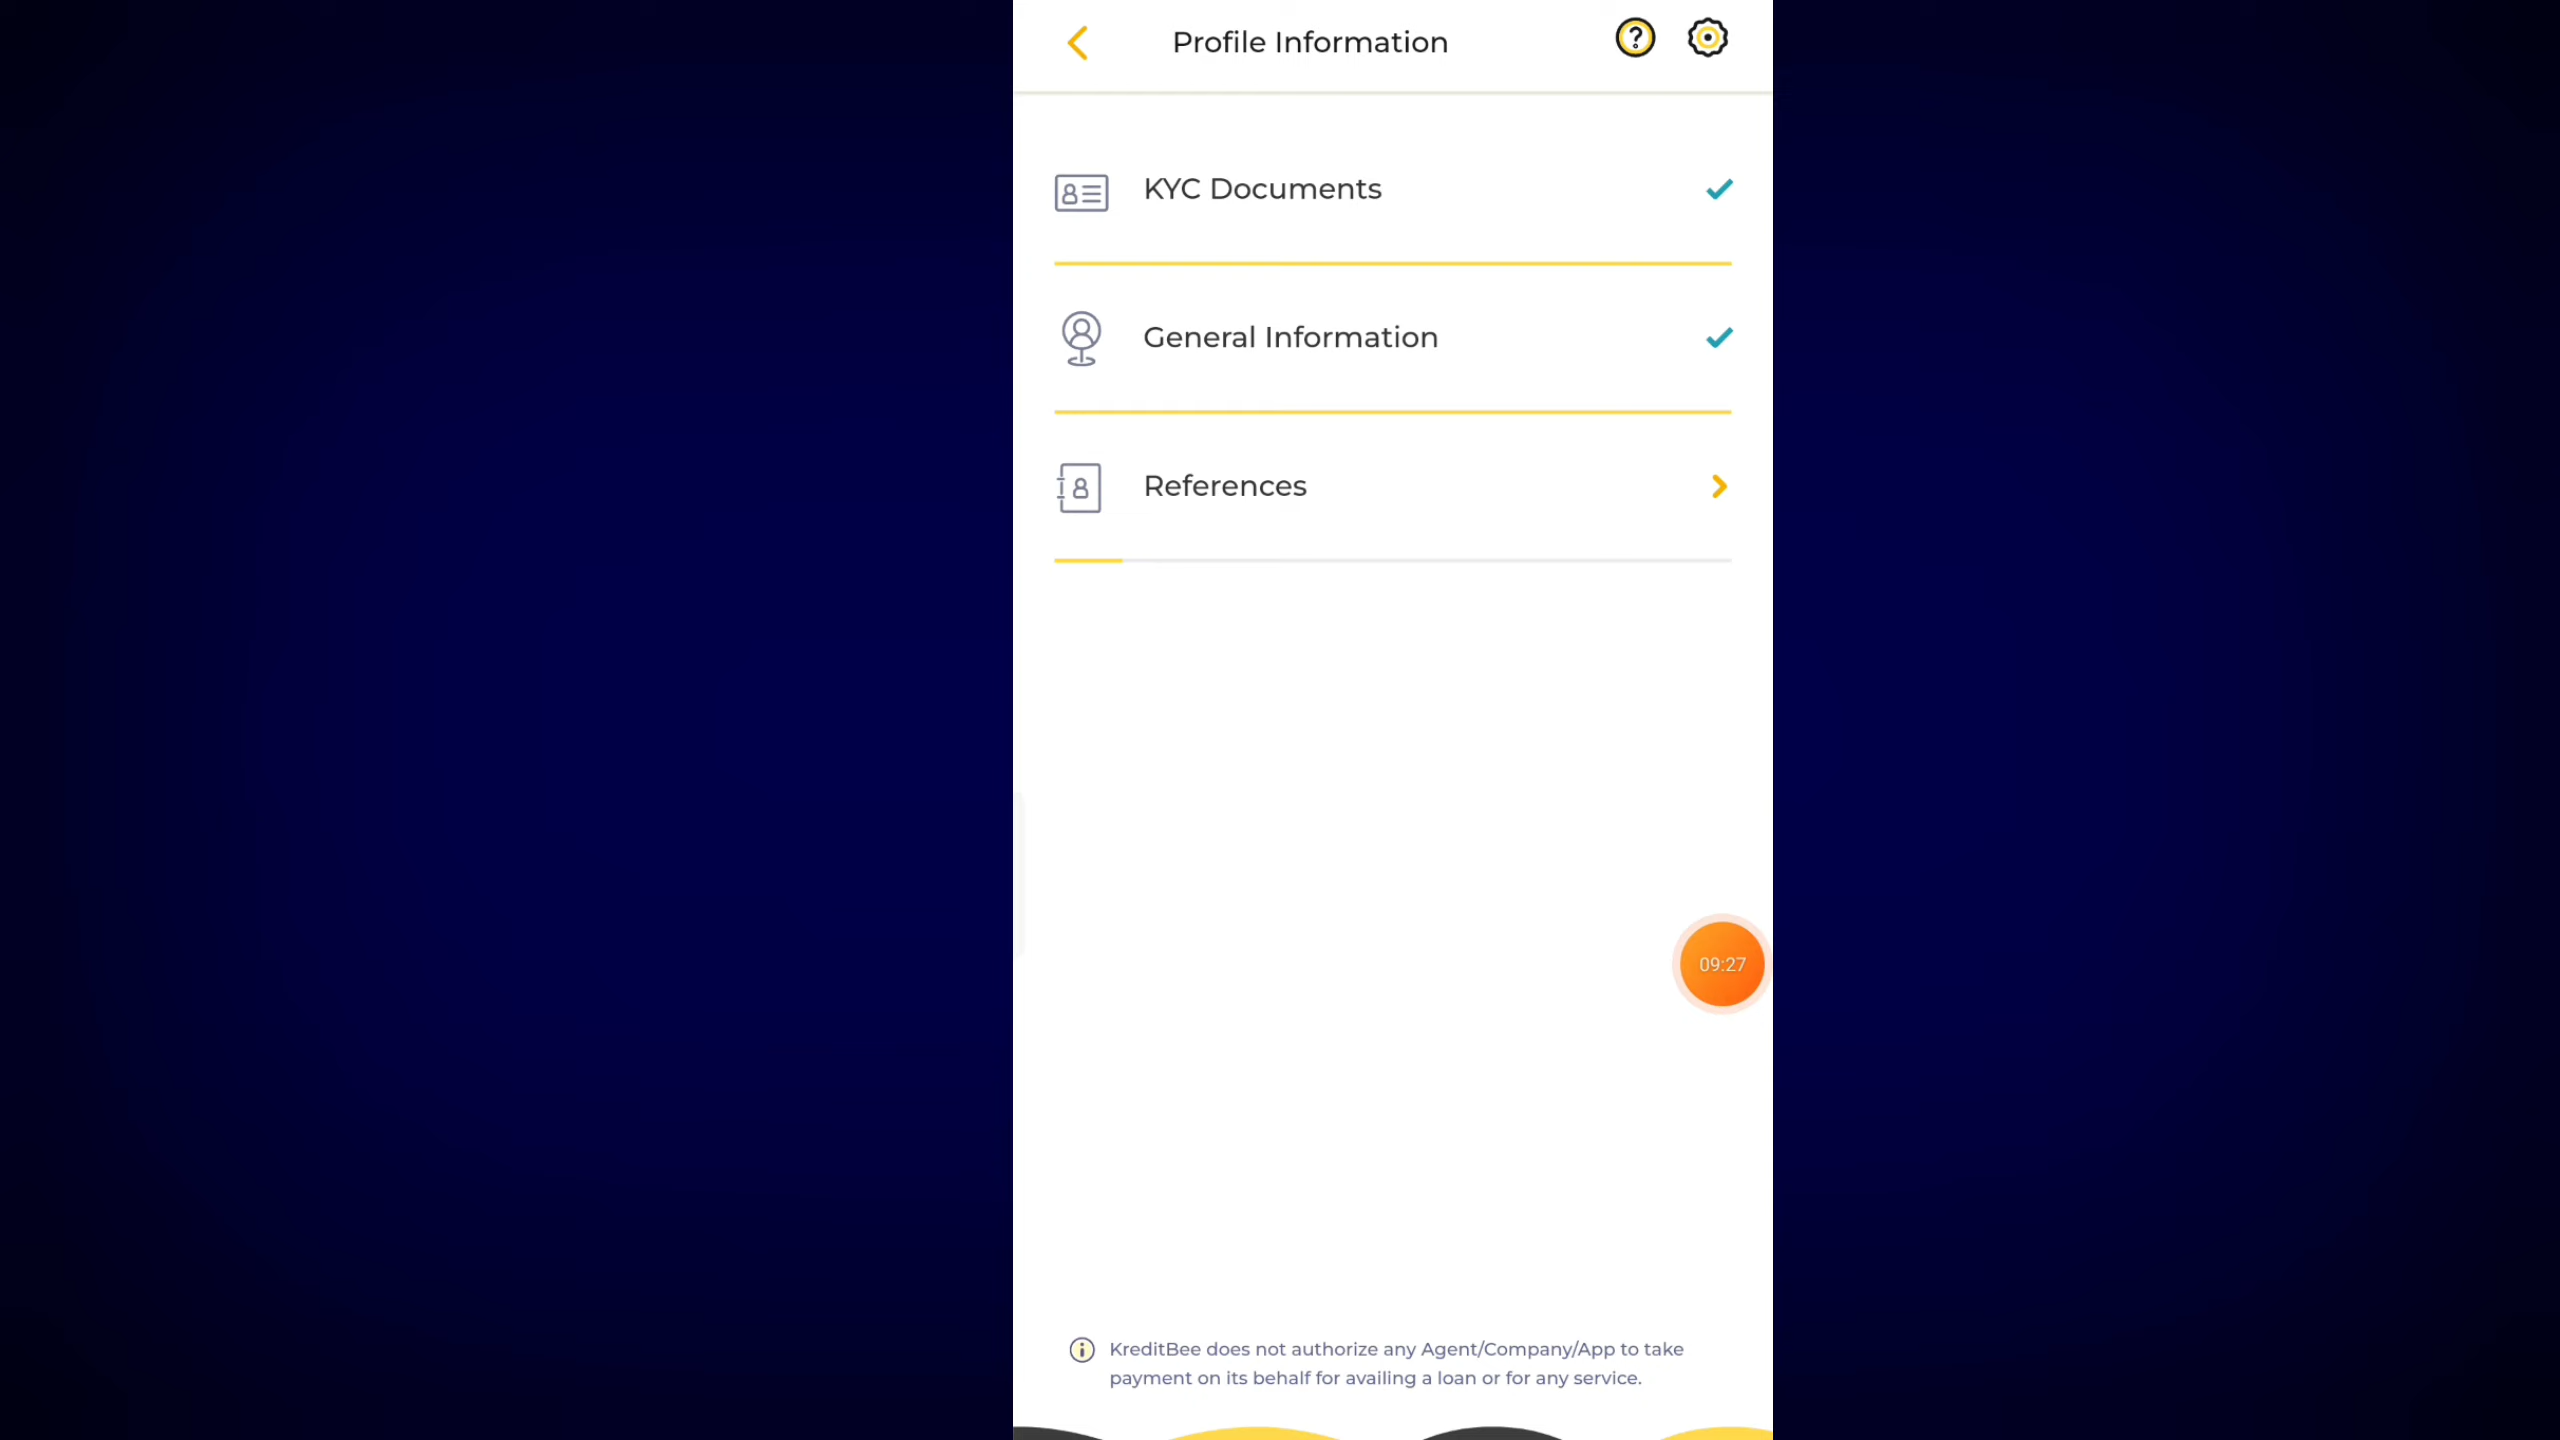 Profile Information
KYC Documents
General Information
References
09:27
KreditBee does not authorize any Agent/Company/App to take
payment on its behalf for availing a loan or for any service.